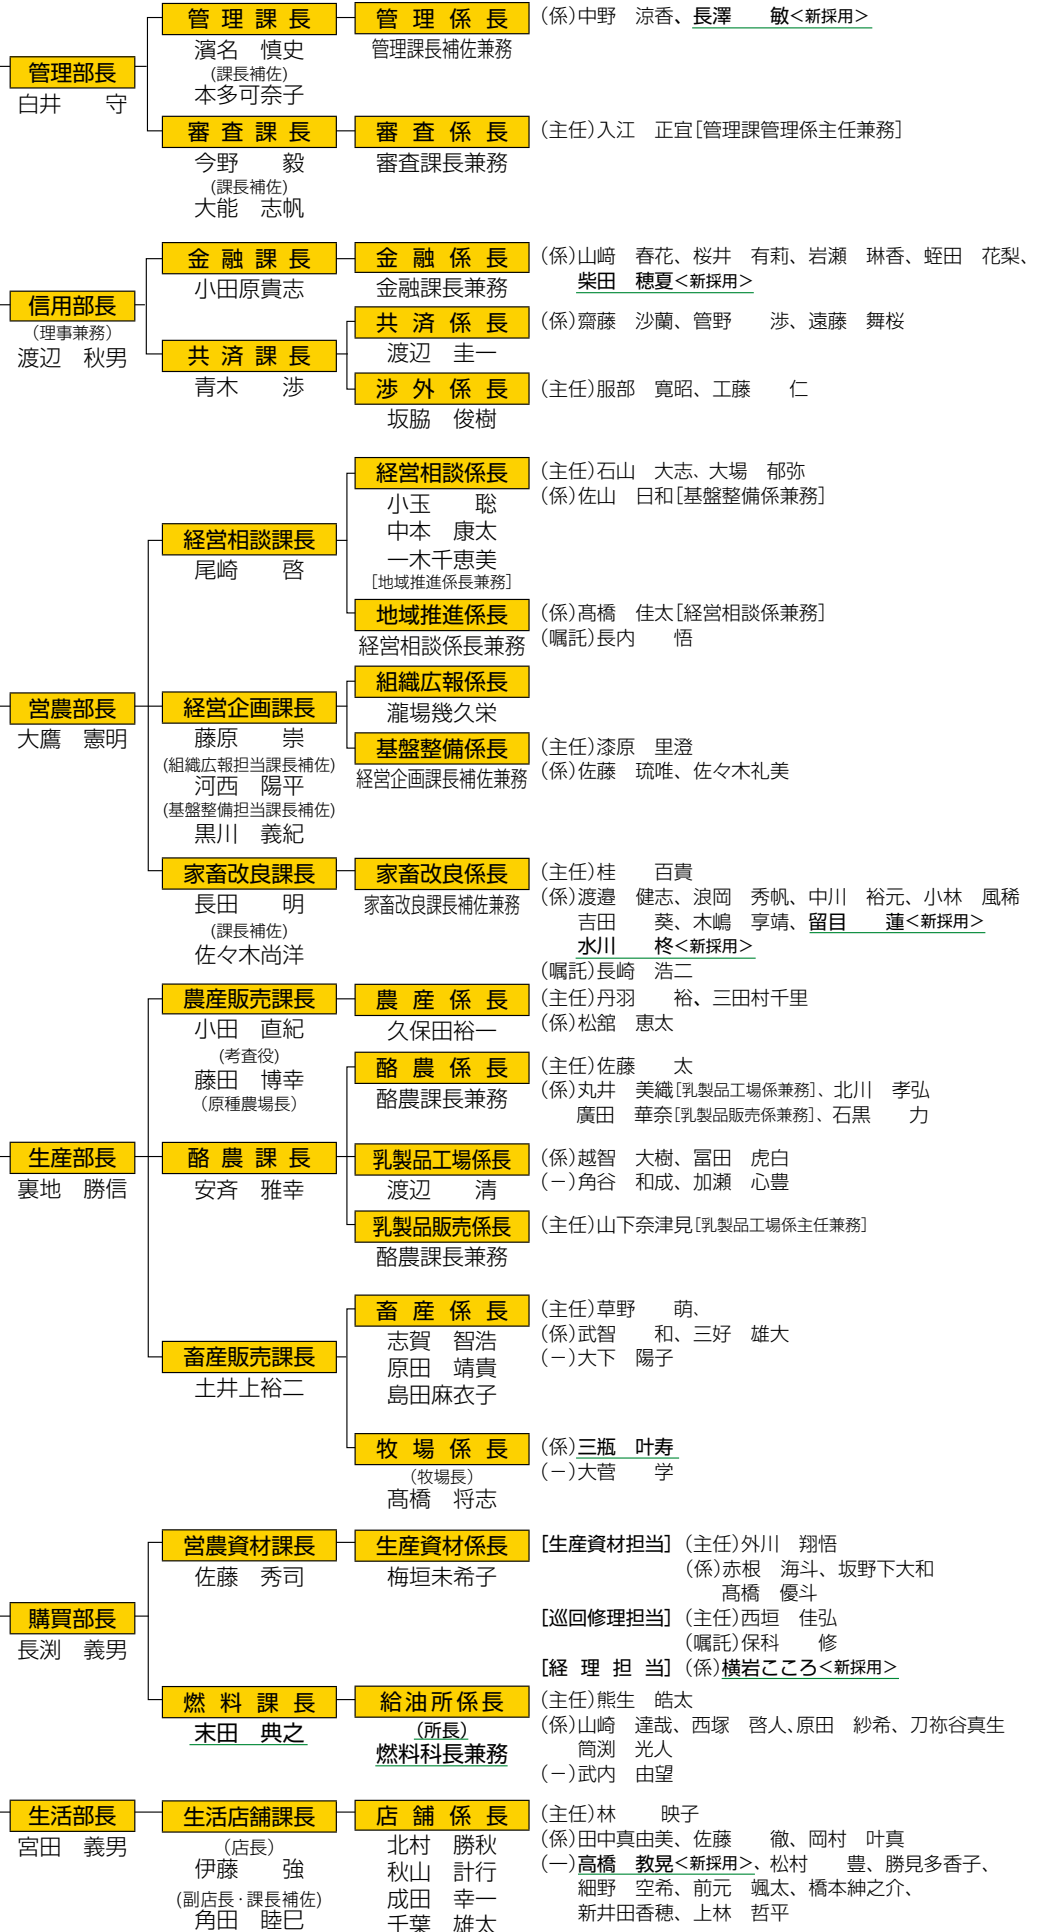 管理部長
白井　　守
管理課長
濱名　慎史
(課長補佐)
本多可奈子
管理係長
管理課長補佐兼務
(係)中野　涼香、長澤　　敏<新採用>
審査課長
今野　　毅
(課長補佐)
大能　志帆
審査係長
審査課長兼務
(主任)入江　正宜[管理課管理係主任兼務]
信用部長
(理事兼務)
渡辺　秋男
金融課長
小田原貴志
金融係長
金融課長兼務
(係)山﨑　春花、桜井　有莉、岩瀬　琳香、蛭田　花梨、
柴田　穂夏<新採用>
共済課長
青木　　渉
共済係長
渡辺　圭一
(係)齋藤　沙蘭、管野　　渉、遠藤　舞桜
渉外係長
坂脇　俊樹
(主任)服部　寛昭、工藤　　仁
営農部長
大鷹　憲明
経営相談課長
尾崎　　啓
経営相談係長
小玉　　聡
中本　康太
一木千恵美
[地域推進係長兼務]
(主任)石山　大志、大場　郁弥
(係)佐山　日和[基盤整備係兼務]
地域推進係長
経営相談係長兼務
(係)髙橋　佳太[経営相談係兼務]
(嘱託)長内　　悟
経営企画課長
藤原　　崇
(組織広報担当課長補佐)
河西　陽平
(基盤整備担当課長補佐)
黒川　義紀
組織広報係長
瀧場幾久栄
基盤整備係長
経営企画課長補佐兼務
(主任)漆原　里澄
(係)佐藤　琉唯、佐々木礼美
家畜改良課長
長田　　明
(課長補佐)
佐々木尚洋
家畜改良係長
家畜改良課長補佐兼務
(主任)桂　　百貴
(係)渡邉　健志、浪岡　秀帆、中川　裕元、小林　風稀
吉田　　葵、木嶋　享靖、留目　　蓮<新採用>
水川　　柊<新採用>
(嘱託)長崎　浩二
生産部長
裏地　勝信
農産販売課長
小田　直紀
(考査役)
藤田　博幸
(原種農場長)
農産係長
久保田裕一
(主任)丹羽　　裕、三田村千里
(係)松舘　恵太
酪農課長
安斉　雅幸
酪農係長
酪農課長兼務
(主任)佐藤　　太
(係)丸井　美織[乳製品工場係兼務]、北川　孝弘
廣田　華奈[乳製品販売係兼務]、石黒　　力
乳製品工場係長
渡辺　　清
(係)越智　大樹、冨田　虎白
(ー)角谷　和成、加瀬　心豊
乳製品販売係長
酪農課長兼務
(主任)山下奈津見[乳製品工場係主任兼務]
畜産販売課長
土井上裕二
畜産係長
志賀　智浩
原田　靖貴
島田麻衣子
(主任)草野　　萌、
(係)武智　　和、三好　雄大
(ー)大下　陽子
牧場係長
(牧場長)
髙橋　将志
(係)三瓶　叶寿
(ー)大菅　　学
購買部長
長渕　義男
営農資材課長
佐藤　秀司
生産資材係長
梅垣未希子
[生産資材担当] (主任)外川　翔悟
(係)赤根　海斗、坂野下大和
髙橋　優斗
[巡回修理担当] (主任)西垣　佳弘
(嘱託)保科　　修
[経理担当] (係)横岩こころ<新採用>
燃料課長
末田　典之
給油所係長
(所長)
燃料科長兼務
(主任)熊生　皓太
(係)山崎　達哉、西塚　啓人、原田　紗希、刀祢谷真生
筒渕　光人
(ー)武内　由望
生活部長
宮田　義男
生活店舗課長
(店長)
伊藤　　強
(副店長・課長補佐)
角田　睦巳
店舗係長
北村　勝秋
秋山　計行
成田　幸一
千葉　雄太
(主任)林　　映子
(係)田中真由美、佐藤　　徹、岡村　叶真
(一)高橋　教晃<新採用>、松村　　豊、勝見多香子、
細野　空希、前元　颯太、橋本紳之介、
新井田香穂、上林　哲平